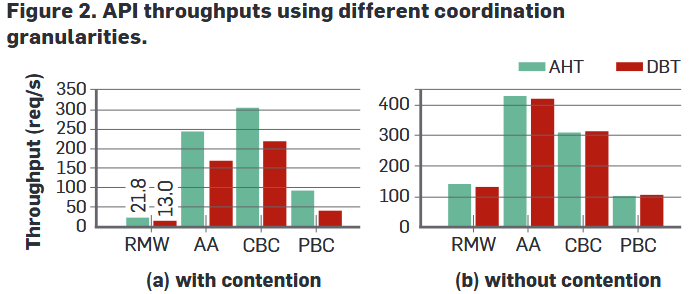 Figure 2. API throughputs using different coordination
granularities.
AHT DBT
Throughput (req/s)
350
300
250
200
150
100
50
0
21.8
13.0
RMW AA CBC PBC
(a) with contention
400
300
200
100
0
RMW AA CBC PBC
(b) without contention